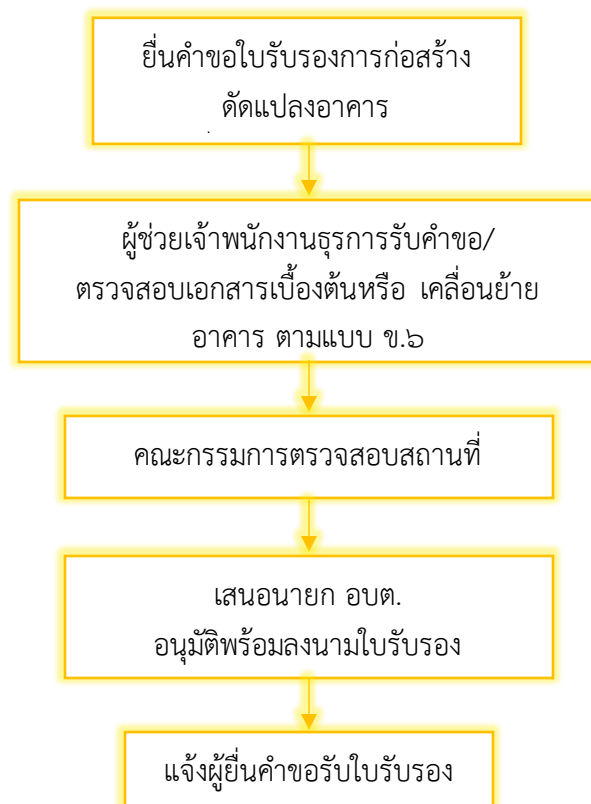 ยื่นคำขอใบรับรองการก่อสร้าง
ดัดแปลงอาคาร
ผู้ช่วยเจ้าพนักงานธุรการรับคำขอ/
ตรวจสอบเอกสารเบื้องต้นหรือ เคลื่อนย้าย
อาคาร ตามแบบ ข.๖
คณะกรรมการตรวจสอบสถานที่
เสนอนายก อบต.
อนุมัติพร้อมลงนามใบรับรอง
แจ้งผู้ยื่นคำขอรับใบรับรอง